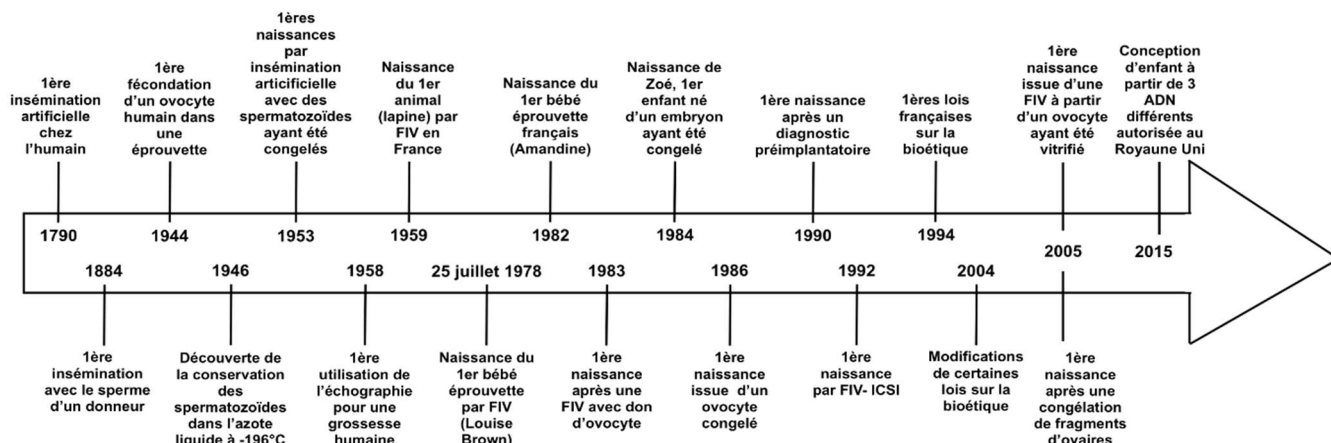 1ère
insémination
artificielle
chez
l'humain
1ère
fécondation
d'un ovocyte
humain dans
une
éprouvette
1ères
naissances
par
insémination
articificielle
avec des
spermatozoïdes
ayant été
congelés
Naissance
du 1er
animal
(lapine) par
FIV en
France
Naissance du
1er bébé
éprouvette
français
(Amandine)
Naissance de
Zoé, 1er
enfant né
d'un embryon
ayant été
congelé
1ère naissance
après un
diagnostic
préimplantatoire
1ères lois
françaises
sur la
bioétique
1ère
naissance
issue d'une
FIV à partir
d'un ovocyte
ayant été
vitrifié
Conception
d'enfant à
partir de 3
ADN
différents
autorisée au
Royaune Uni
1790
1944
1953
1959
1982
1984
1990
1994
2005
2015
1884
1946
1958
25 juillet 1978
1983
1986
1992
2004
1ère
insémination
avec le sperme
d'un donneur
Découverte de
la conservation
des
spermatozoïdes
dans l'azote
liquide à -196°C
1ère
utilisation de
l'échographie
pour une
grossesse
humaine
Naissance du
1er bébé
éprouvette
par FIV
(Louise
Brown)
1ère
naissance
après une
FIV avec don
d'ovocyte
1ère
naissance
issue d'un
ovocyte
congelé
1ère
naissance
par FIV- ICSI
Modifications
de certaines
lois sur la
bioétique
1ère
naissance
après une
congélation
de fragments
d'ovaires